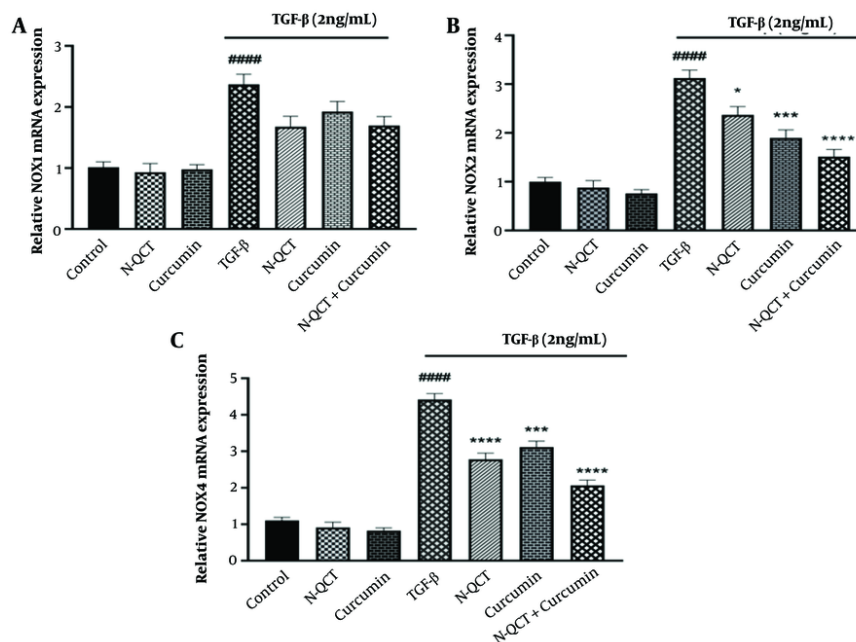 A
TGF-β (2ng/mL)
Relative NOX1 mRNA expression
3
2
1
0
####
Control
N-QCT
Curcumin
TGF-β
N-QCT
Curcumin
N-QCT + Curcumin
B
TGF-β (2ng/mL)
Relative NOX2 mRNA expression
4
3
2
1
0
####
*
***
****
Control
N-QCT
Curcumin
TGF-β
N-QCT
Curcumin
N-QCT + Curcumin
C
TGF-β (2ng/mL)
Relative NOX4 mRNA expression
5
4
3
2
1
0
####
****
***
****
Control
N-QCT
Curcumin
TGF-β
N-QCT
Curcumin
N-QCT + Curcumin